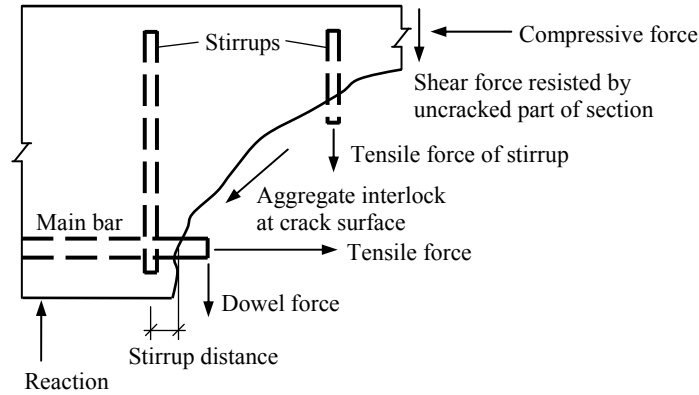 Stirrups
Compressive force
Shear force resisted by
uncracked part of section
Tensile force of stirrup
Aggregate interlock
at crack surface
Main bar
Tensile force
Dowel force
Stirrup distance
Reaction